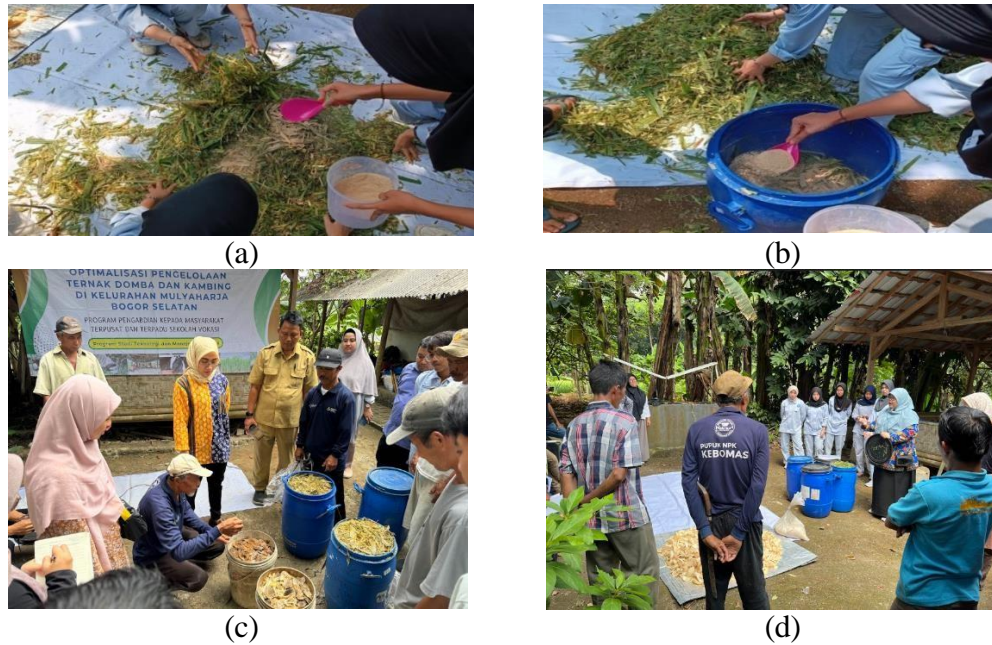 (a)
(b)
OPTIMALISASI PENGELOLAAN
TERNAK DOMBA DAN KAMBING
DI KELURAHAN MULYAHARJA
BOGOR SELATAN
PROGRAM PENGABDIAN KEPADA MASYARAKAT
TERPUSAT DAN TERPADU SEKOLAH VOKASI
PUPUK NPK
KEBOMAS
(c)
(d)